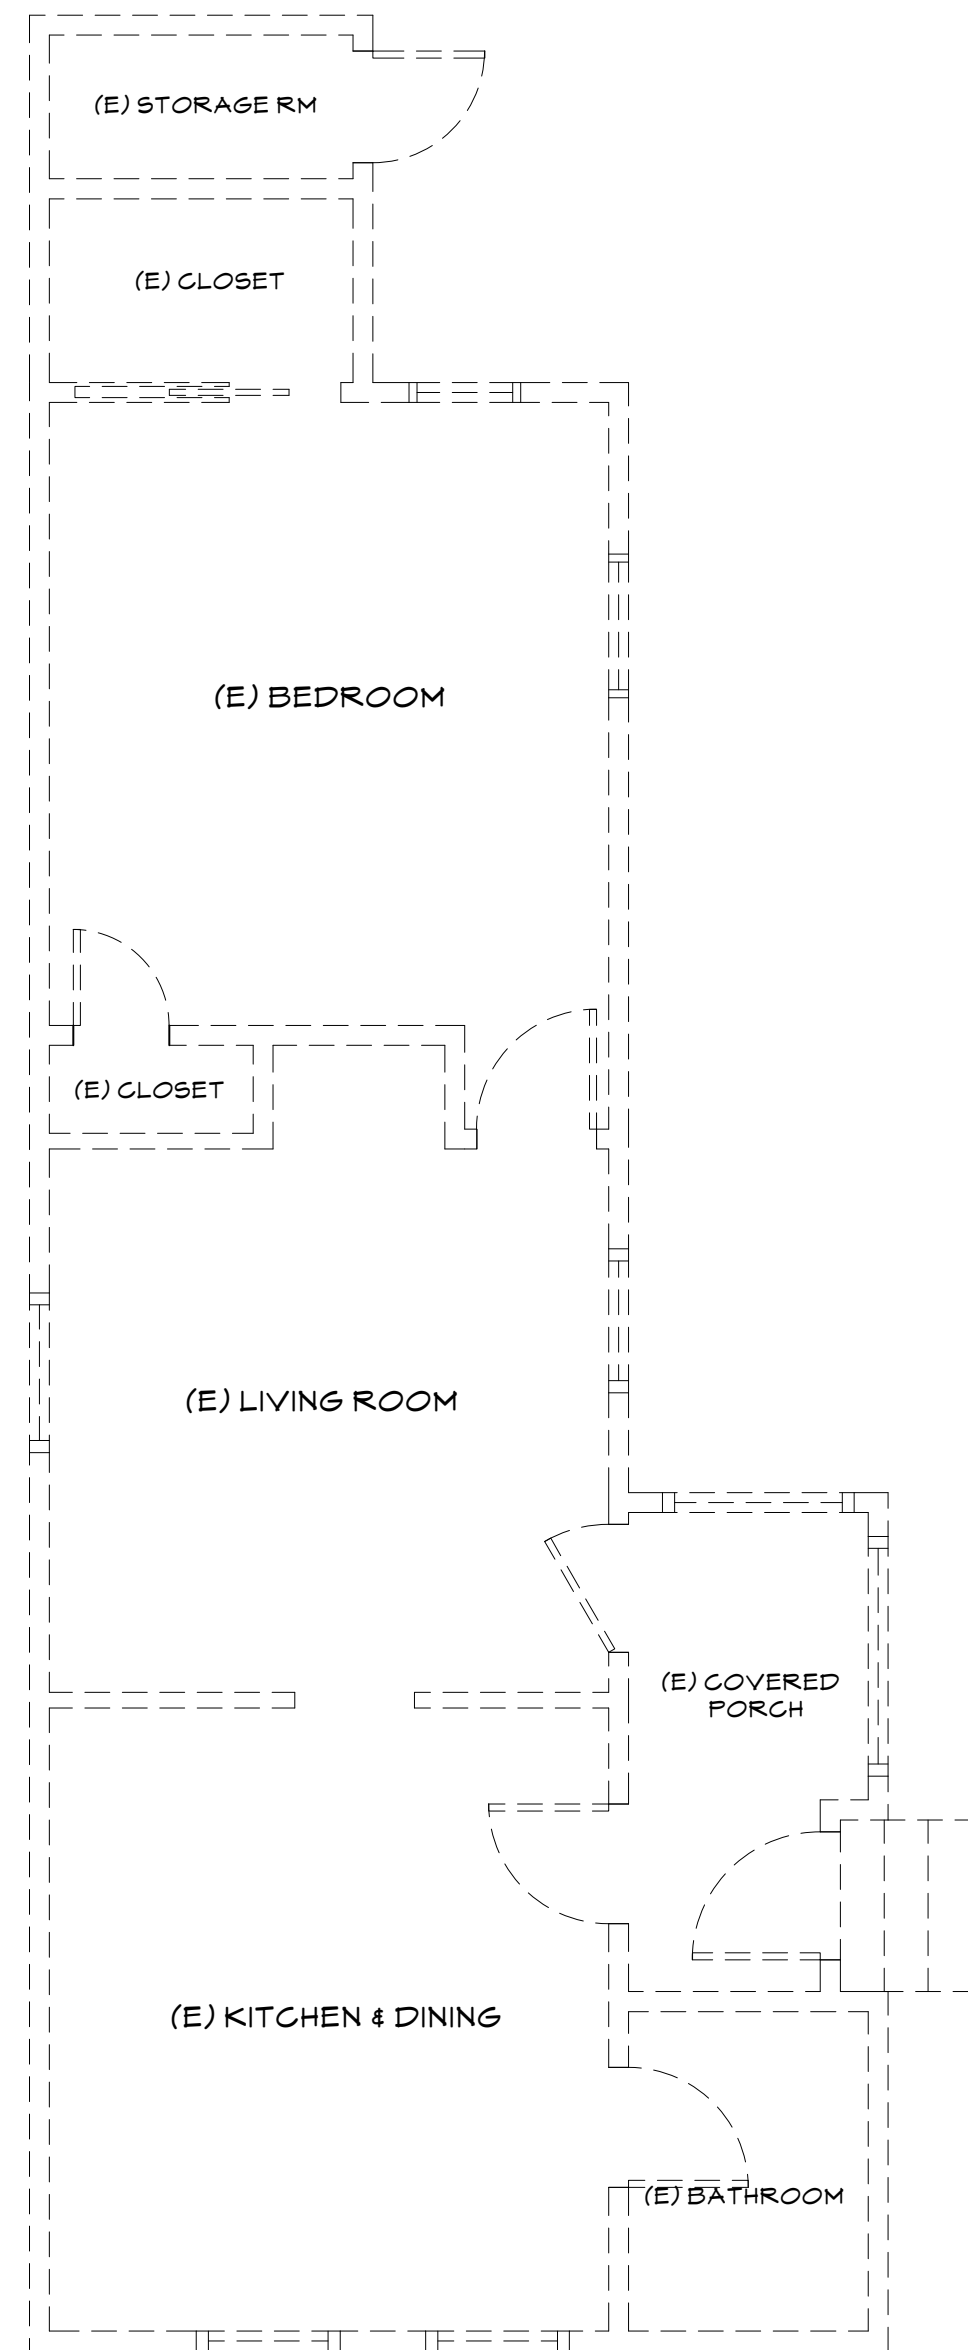 (E) STORAGE RM
(E) CLOSET
(E) BEDROOM
(E) CLOSET
(E) LIVING ROOM
(E) COVERED
PORCH
(E) KITCHEN & DINING
(E) BATHROOM